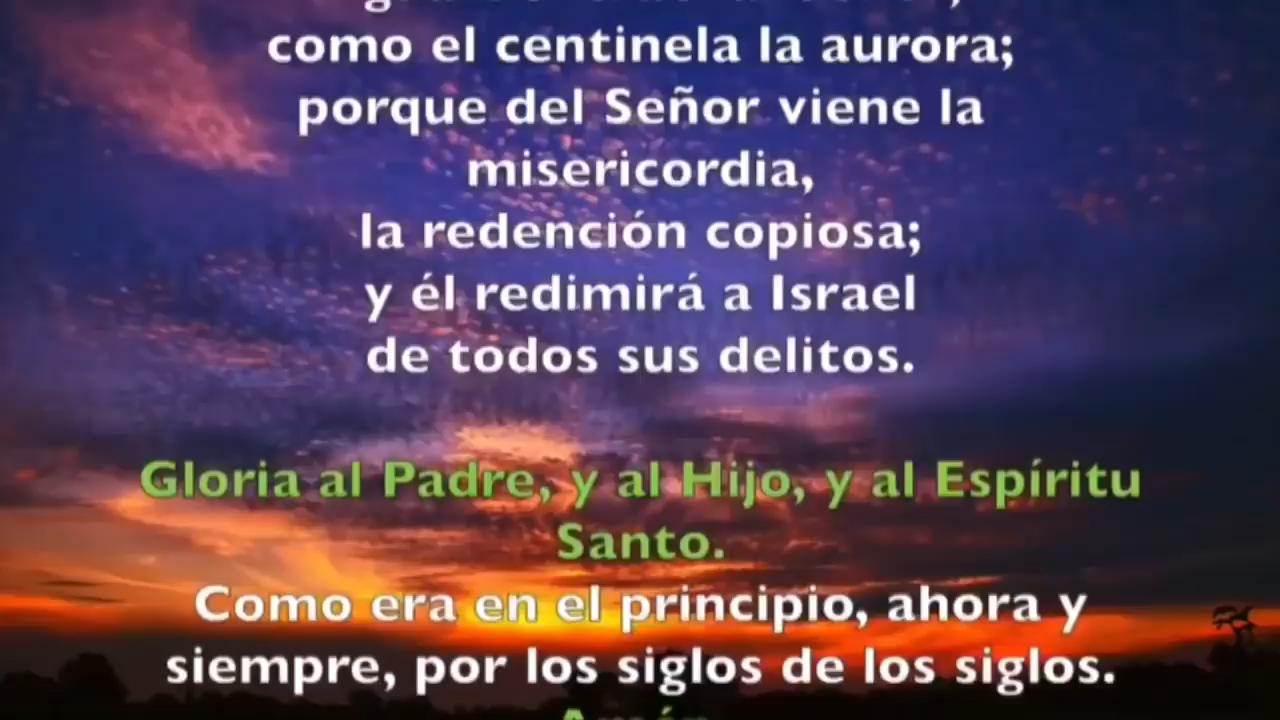 como el centinela la aurora;
porque del Señor viene la
misericordia,
la redención copiosa;
y él redimirá a Israel
de todos sus delitos.
Gloria al Padre, y al Hijo, y al Espíritu
Santo.
Como era en el principio, ahora y
siempre, por los siglos de los siglos.